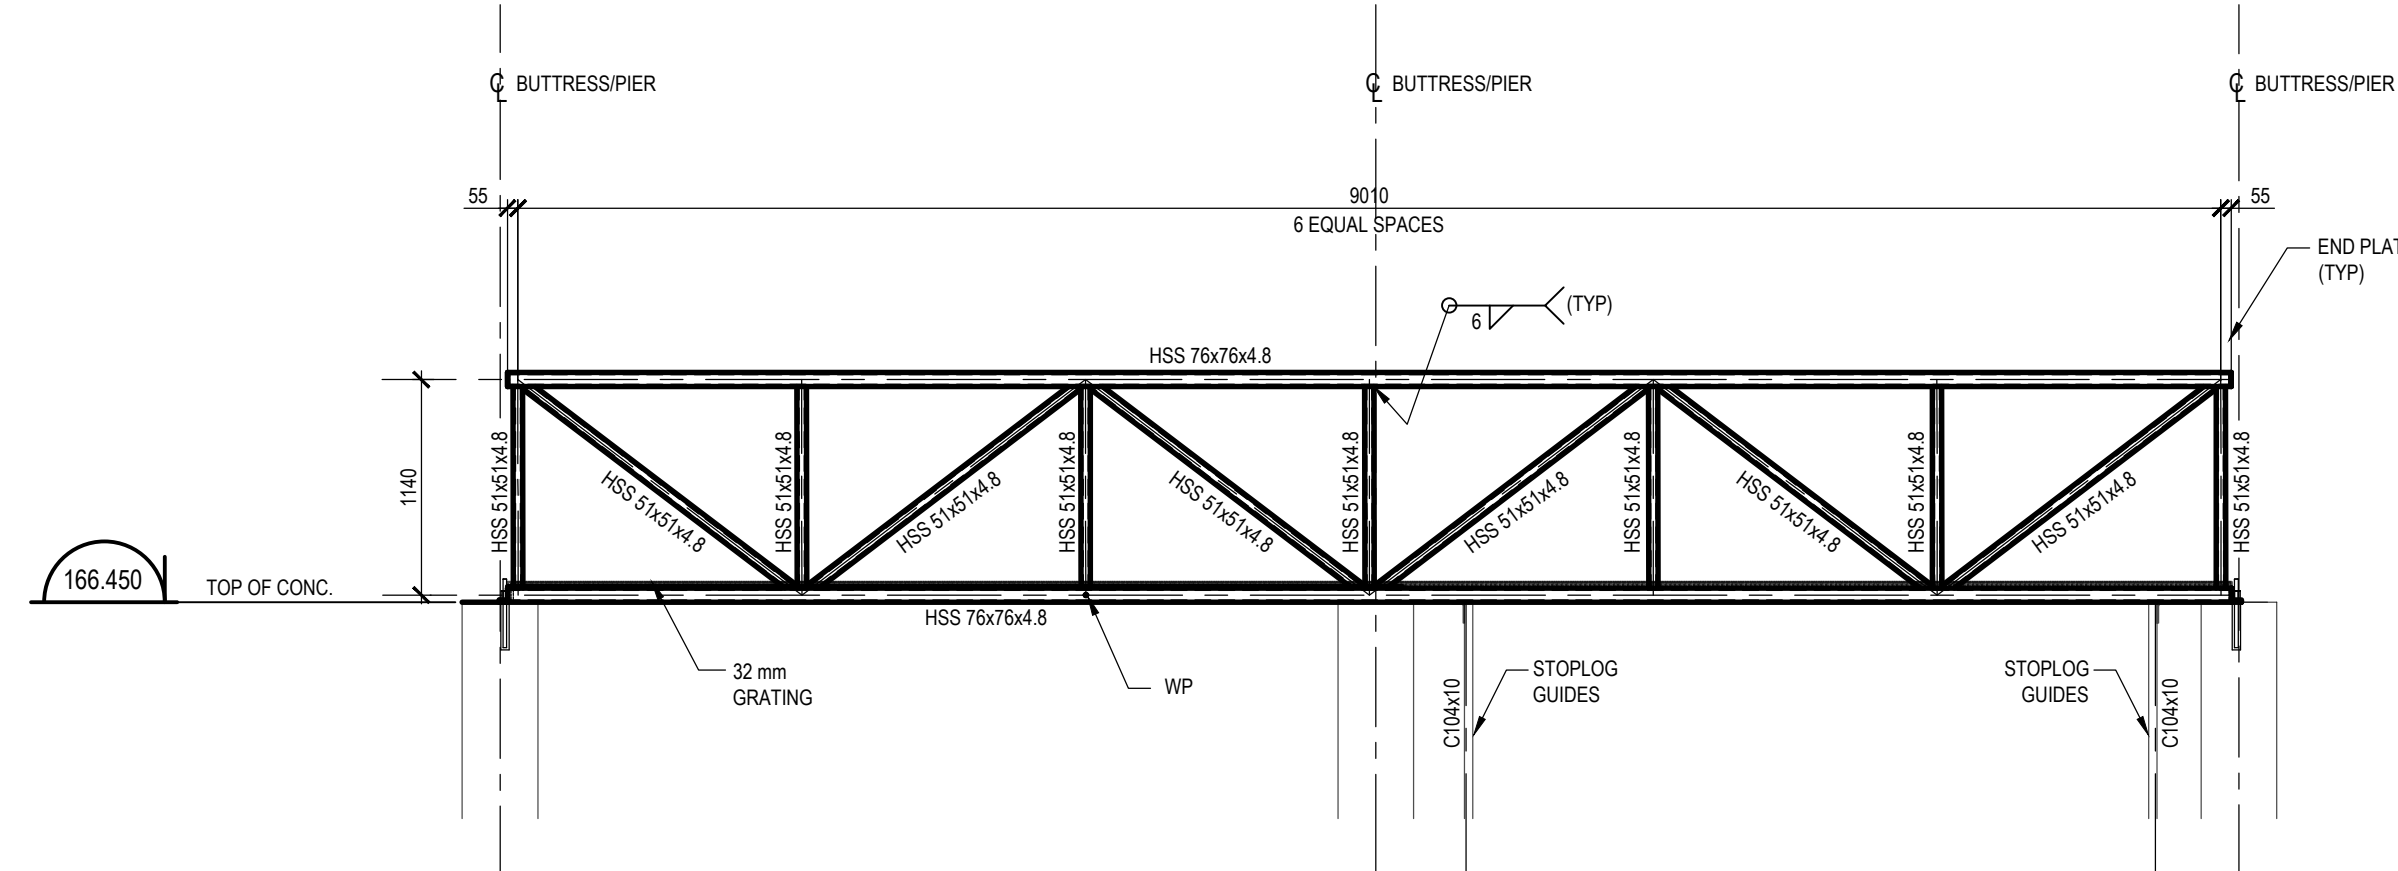 ℄ BUTTRESS/PIER
℄ BUTTRESS/PIER
℄ BUTTRESS/PIER
55
9010
55
6 EQUAL SPACES
END PLAT
(TYP)
6
(TYP)
HSS 76x76x4.8
1140
HSS 51x51x4.8
HSS 51x51x4.8
HSS 51x51x4.8
HSS 51x51x4.8
HSS 51x51x4.8
HSS 51x51x4.8
HSS 51x51x4.8
HSS 51x51x4.8
HSS 51x51x4.8
HSS 51x51x4.8
HSS 51x51x4.8
HSS 51x51x4.8
HSS 51x51x4.8
166.450
TOP OF CONC.
HSS 76x76x4.8
32 mm
GRATING
WP
C104x10
STOPLOG
GUIDES
STOPLOG
GUIDES
C104x10